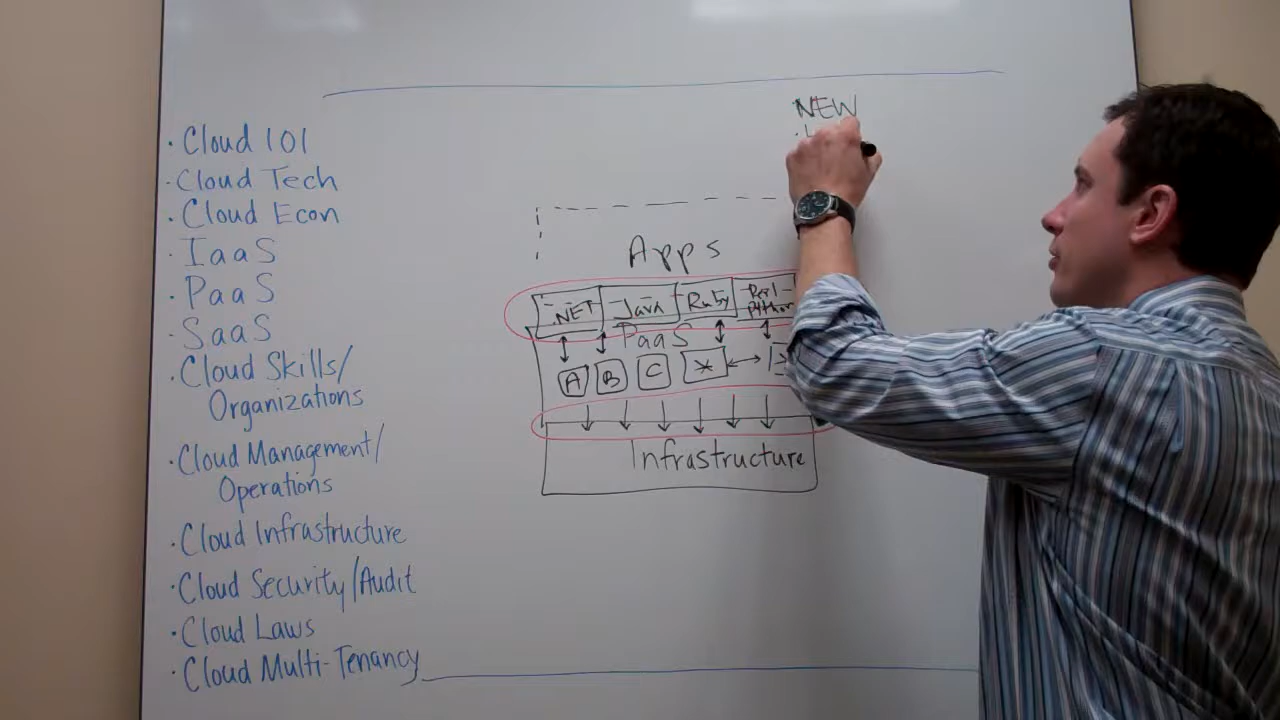 · Cloud 101
· Cloud Tech
· Cloud Econ
· IaaS
· PaaS
· SaaS
· Cloud Skills/
Organizations
· Cloud Management/
Operations
· Cloud Infrastructure
· Cloud Security/Audit
· Cloud Laws
· Cloud Multi-Tenancy
NEW
Apps
.NET Java Ruby Perl
Python
PaaS
A B C *
Infrastructure